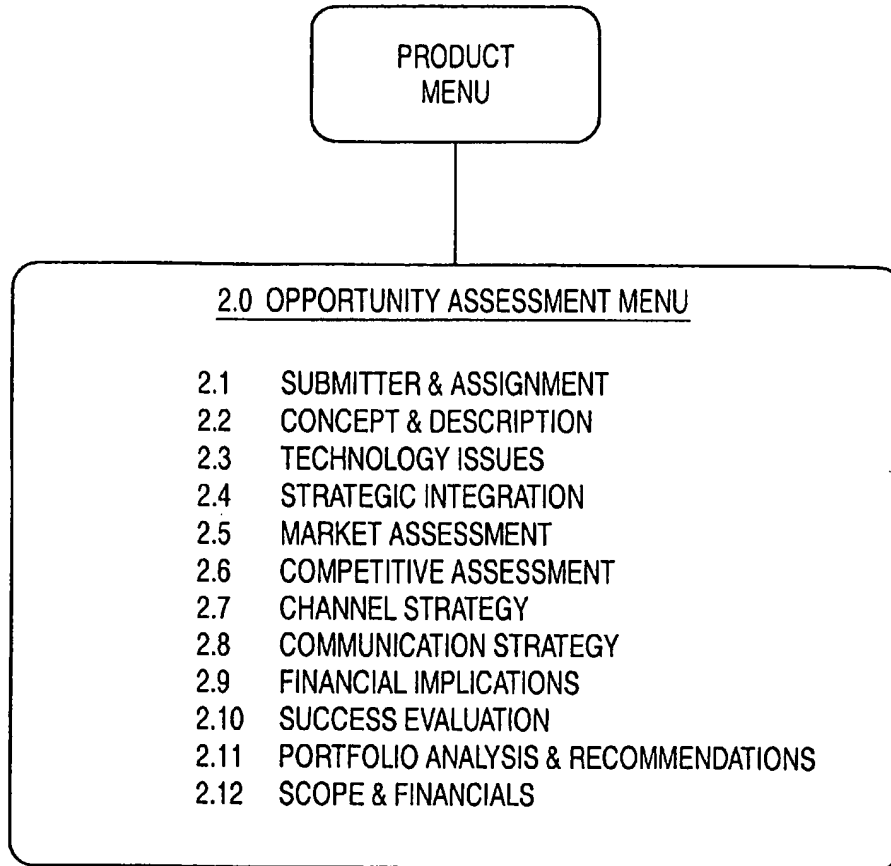 PRODUCT
MENU
2.0 OPPORTUNITY ASSESSMENT MENU
2.1 SUBMITTER & ASSIGNMENT
2.2 CONCEPT & DESCRIPTION
2.3 TECHNOLOGY ISSUES
2.4 STRATEGIC INTEGRATION
2.5 MARKET ASSESSMENT
2.6 COMPETITIVE ASSESSMENT
2.7 CHANNEL STRATEGY
2.8 COMMUNICATION STRATEGY
2.9 FINANCIAL IMPLICATIONS
2.10 SUCCESS EVALUATION
2.11 PORTFOLIO ANALYSIS & RECOMMENDATIONS
2.12 SCOPE & FINANCIALS